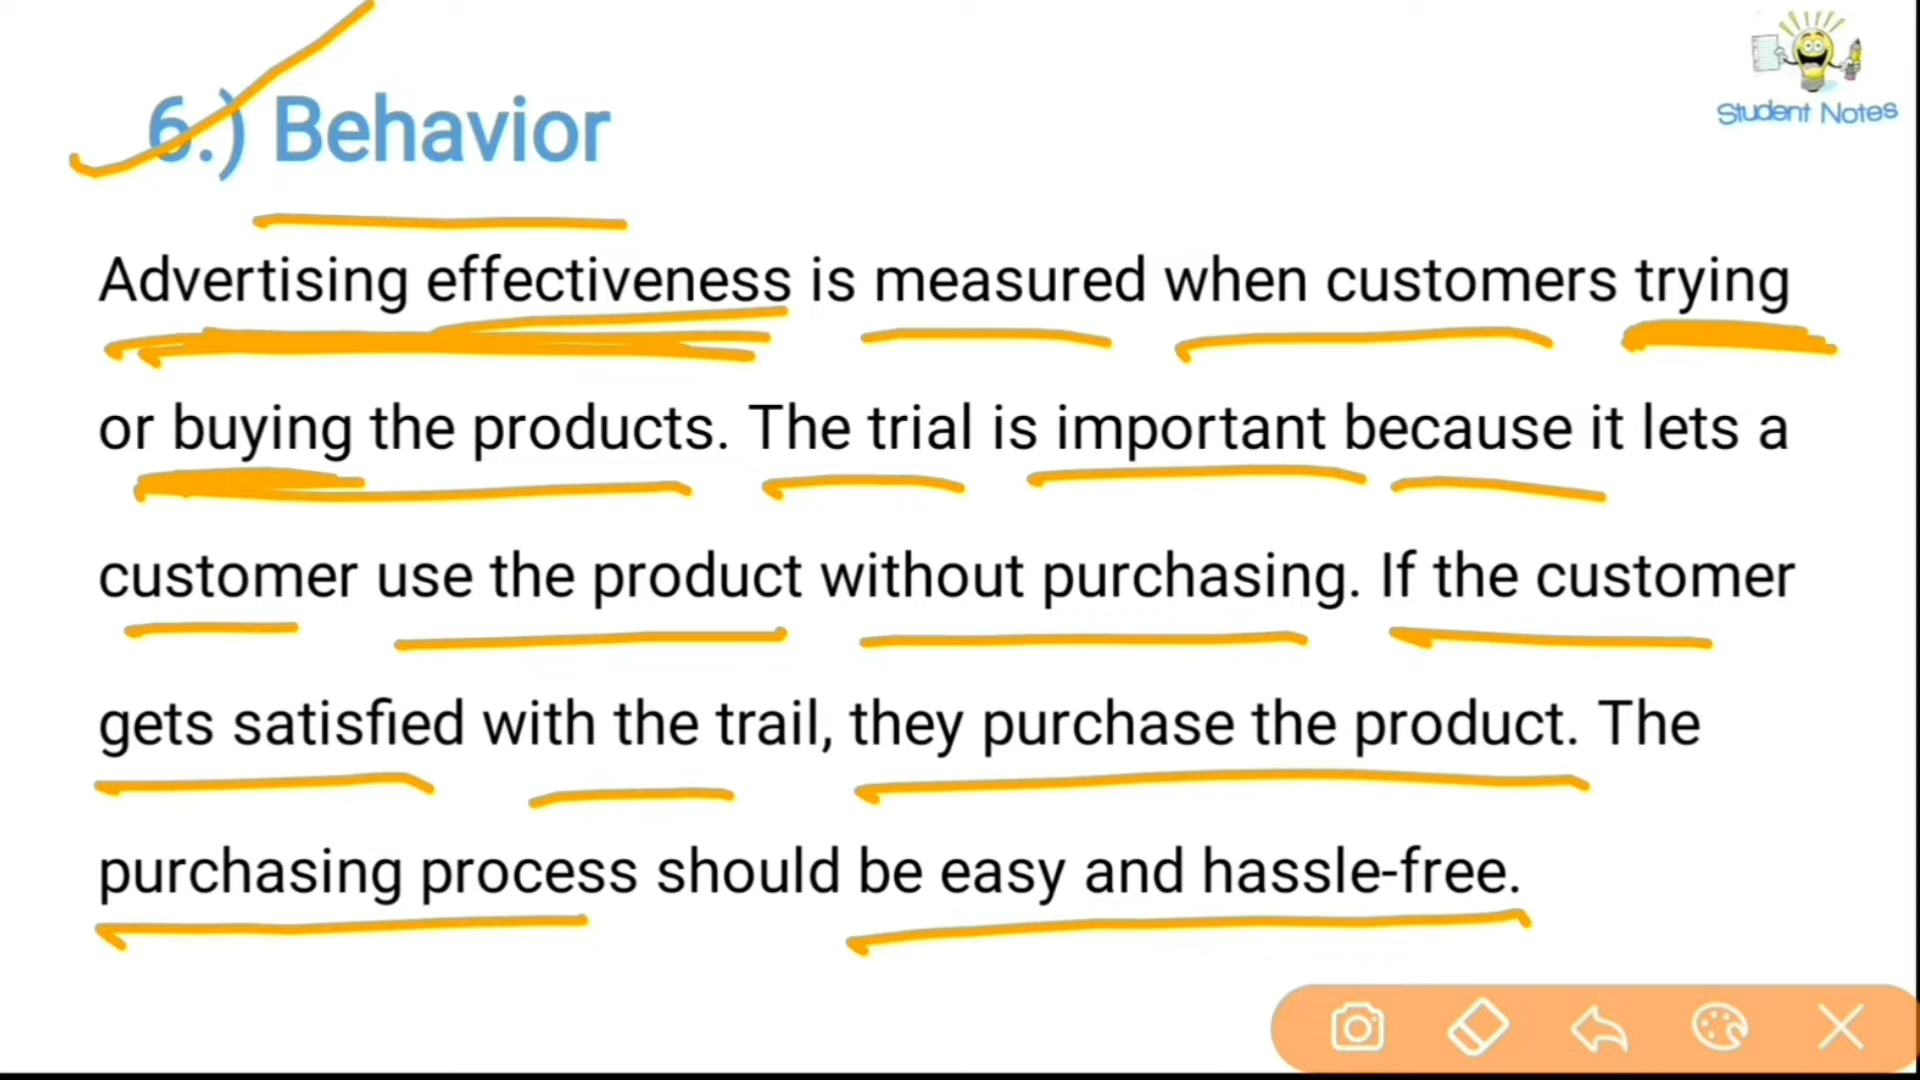 Student Notes
6.) Behavior
Advertising effectiveness is measured when customers trying
or buying the products. The trial is important because it lets a
customer use the product without purchasing. If the customer
gets satisfied with the trail, they purchase the product. The
purchasing process should be easy and hassle-free.